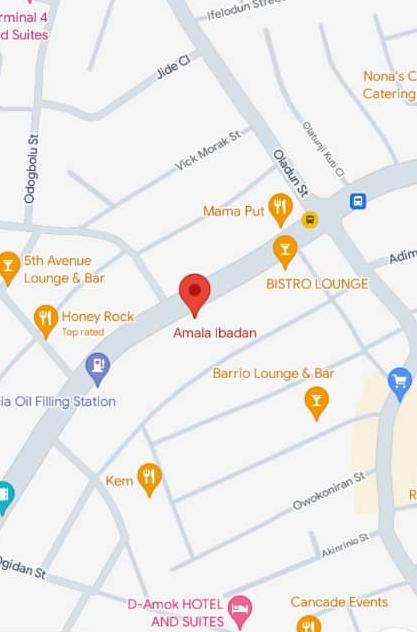 Ifelodun Street
rminal 4
d Suites
Jide Cl
Nona's C
Catering
Odogbolu St
Vick Morak St
Olatunji Kuti Cl
Oladun St
Mama Put
5th Avenue
Lounge & Bar
BISTRO LOUNGE
Adim
Honey Rock
Top rated
Amala Ibadan
ia Oil Filling Station
Barrio Lounge & Bar
Kem
Owokoniran St
R
Akinrinlo St
Ogidan St
D-Amok HOTEL
AND SUITES
Cancade Events